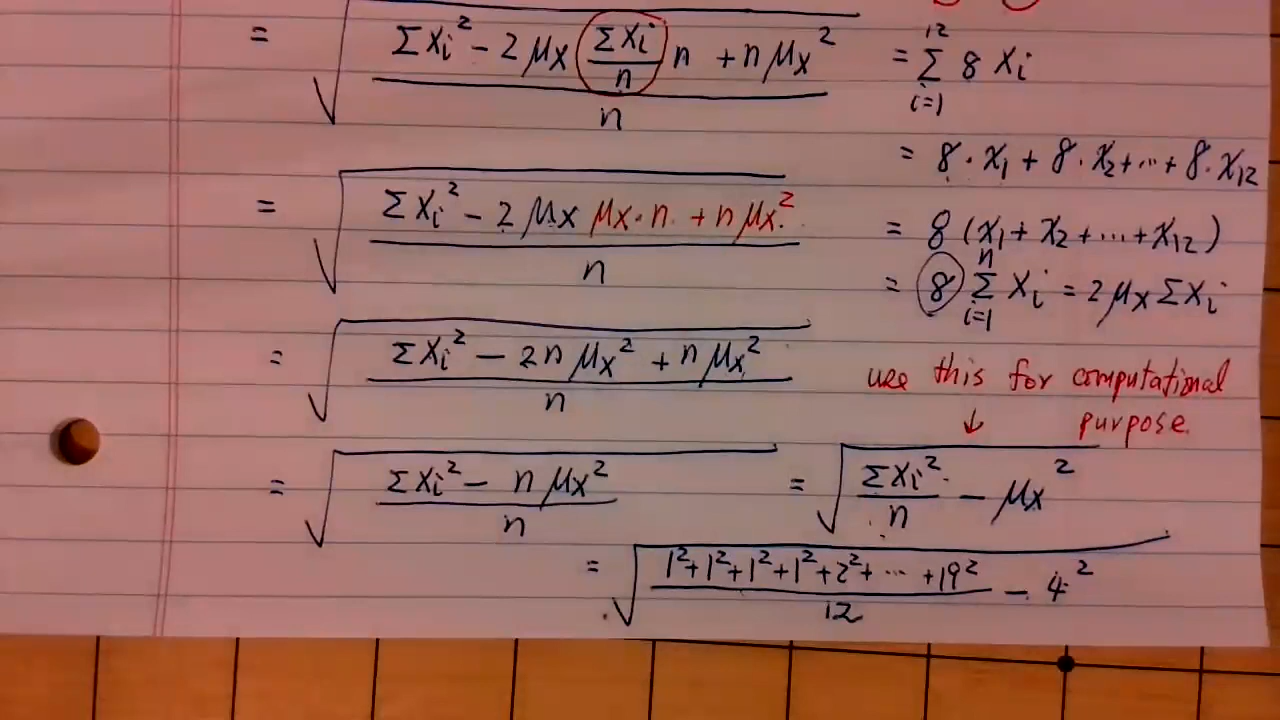 = √((Σxᵢ² - 2μx (Σxᵢ/n) n + nμx²)/n)
= √((Σxᵢ² - 2μx μx·n + nμx²)/n)
= √((Σxᵢ² - 2nμx² + nμx²)/n)
= √((Σxᵢ² - nμx²)/n) = √(Σxᵢ²/n - μx²)
= √((1²+1²+1²+1²+2²+ ... +19²)/12 - 4²)
= Σ_{i=1}^{12} 8 xᵢ
= 8·x₁ + 8·x₂ + ... + 8·x₁₂
= 8 (x₁ + x₂ + ... + x₁₂)
= 8 Σ_{i=1}^{n} xᵢ = 2μx Σxᵢ
use this for computational
↓ purpose.